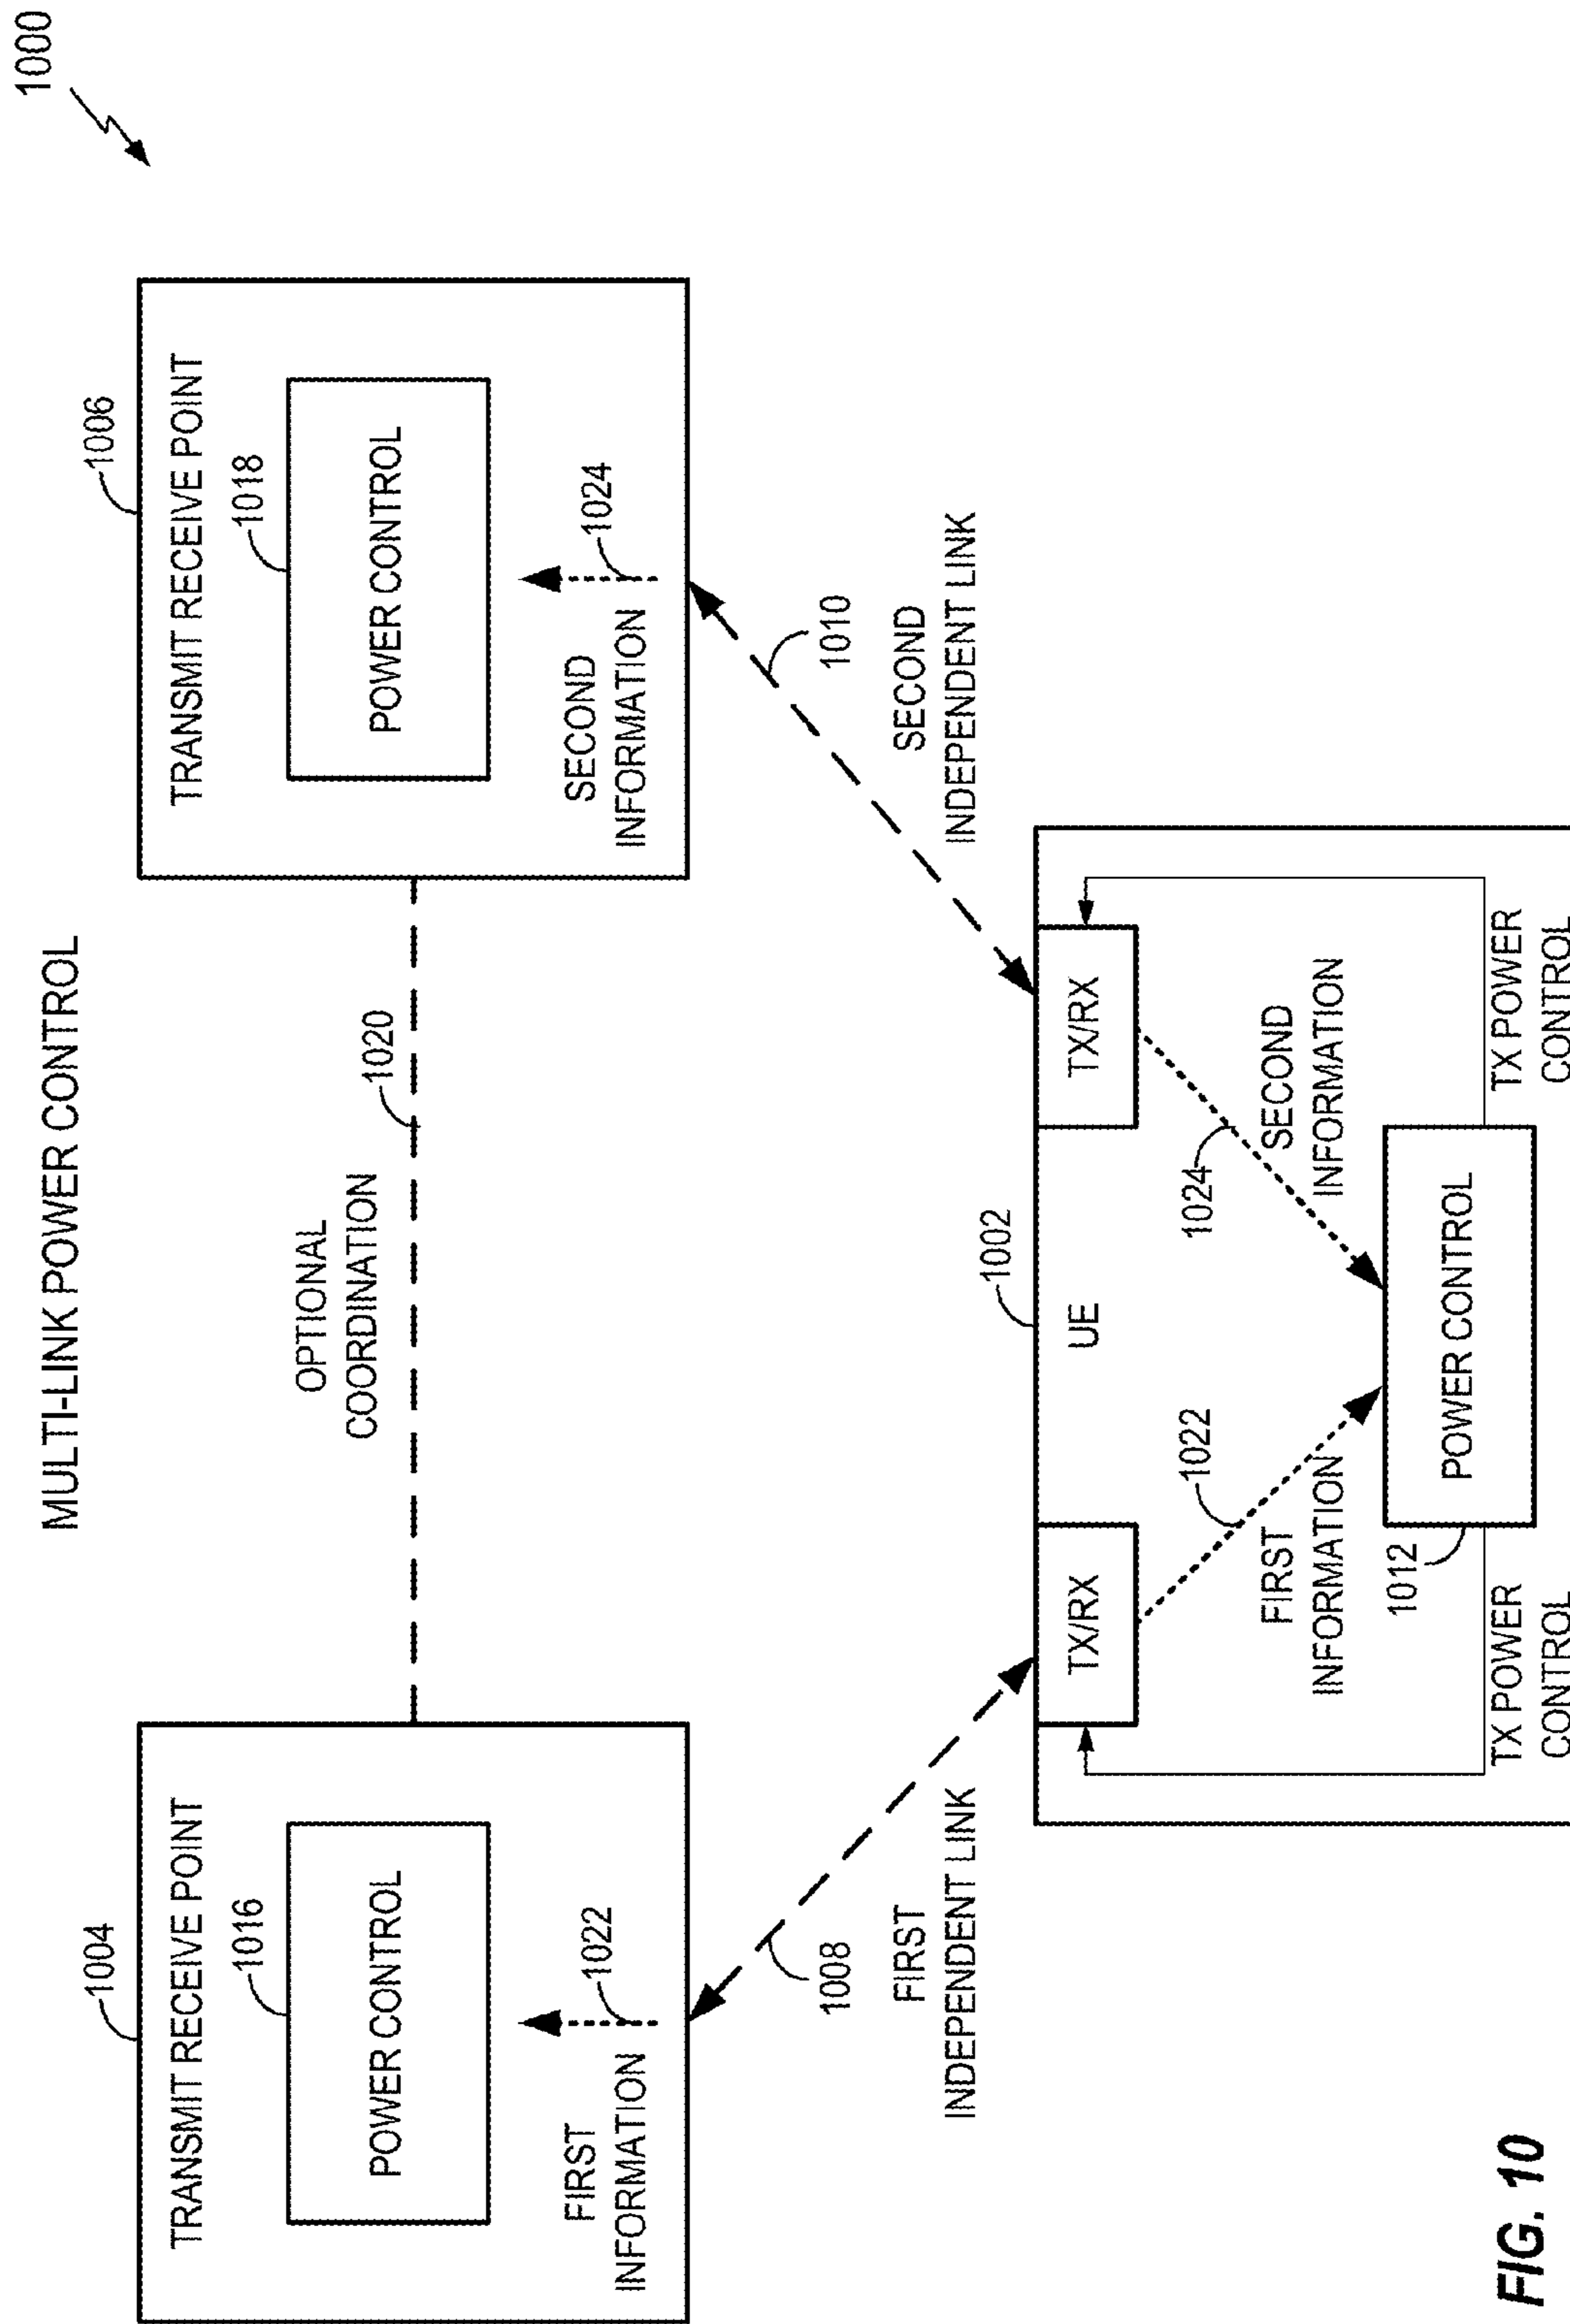 MULTI-LINK POWER CONTROL
1000
1004
TRANSMIT RECEIVE POINT
1016
POWER CONTROL
FIRST
INFORMATION
1022
OPTIONAL
COORDINATION
1020
1006
TRANSMIT RECEIVE POINT
1018
POWER CONTROL
SECOND
INFORMATION
1024
1008
FIRST
INDEPENDENT LINK
1010
SECOND
INDEPENDENT LINK
1002
UE
TX/RX
TX/RX
FIRST
INFORMATION
1022
1024
SECOND
INFORMATION
1012
POWER CONTROL
TX POWER
CONTROL
TX POWER
CONTROL
FIG. 10